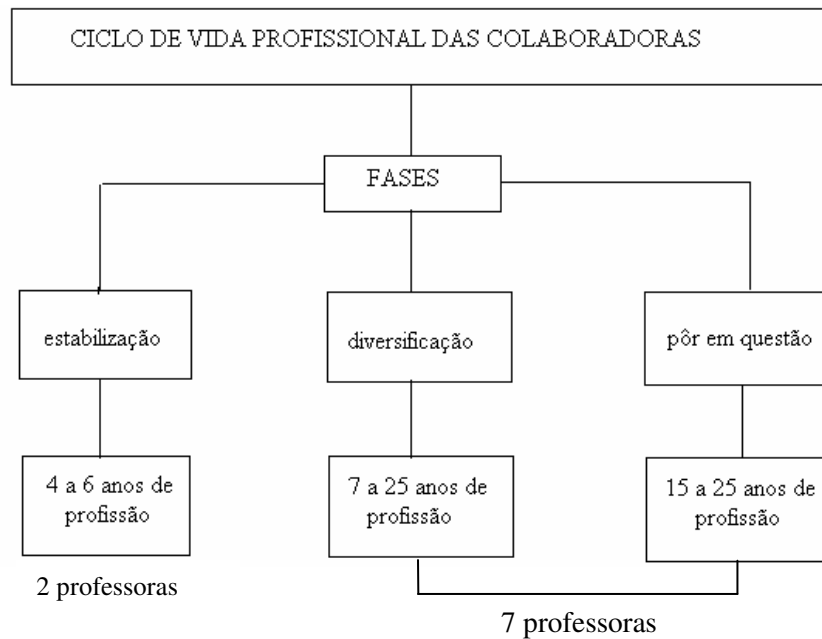 CICLO DE VIDA PROFISSIONAL DAS COLABORADORAS
FASES
estabilização
diversificação
pôr em questão
4 a 6 anos de
profissão
7 a 25 anos de
profissão
15 a 25 anos de
profissão
2 professoras
7 professoras